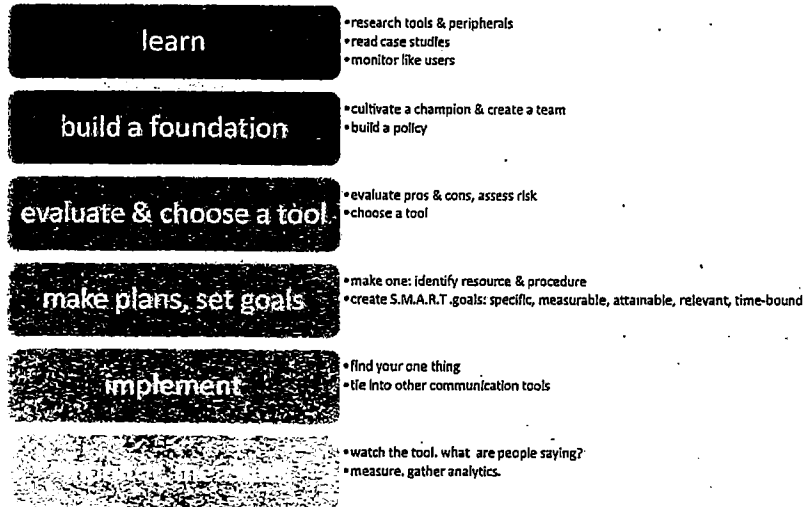 learn
•research tools & peripherals
•read case studies
•monitor like users
build a foundation
•cultivate a champion & create a team
•build a policy
evaluate & choose a tool
•evaluate pros & cons, assess risk
•choose a tool
make plans, set goals
•make one: identify resource & procedure
•create S.M.A.R.T .goals: specific, measurable, attainable, relevant, time-bound
implement
•find your one thing
•tie into other communication tools
•watch the tool. what are people saying?
•measure. gather analytics.